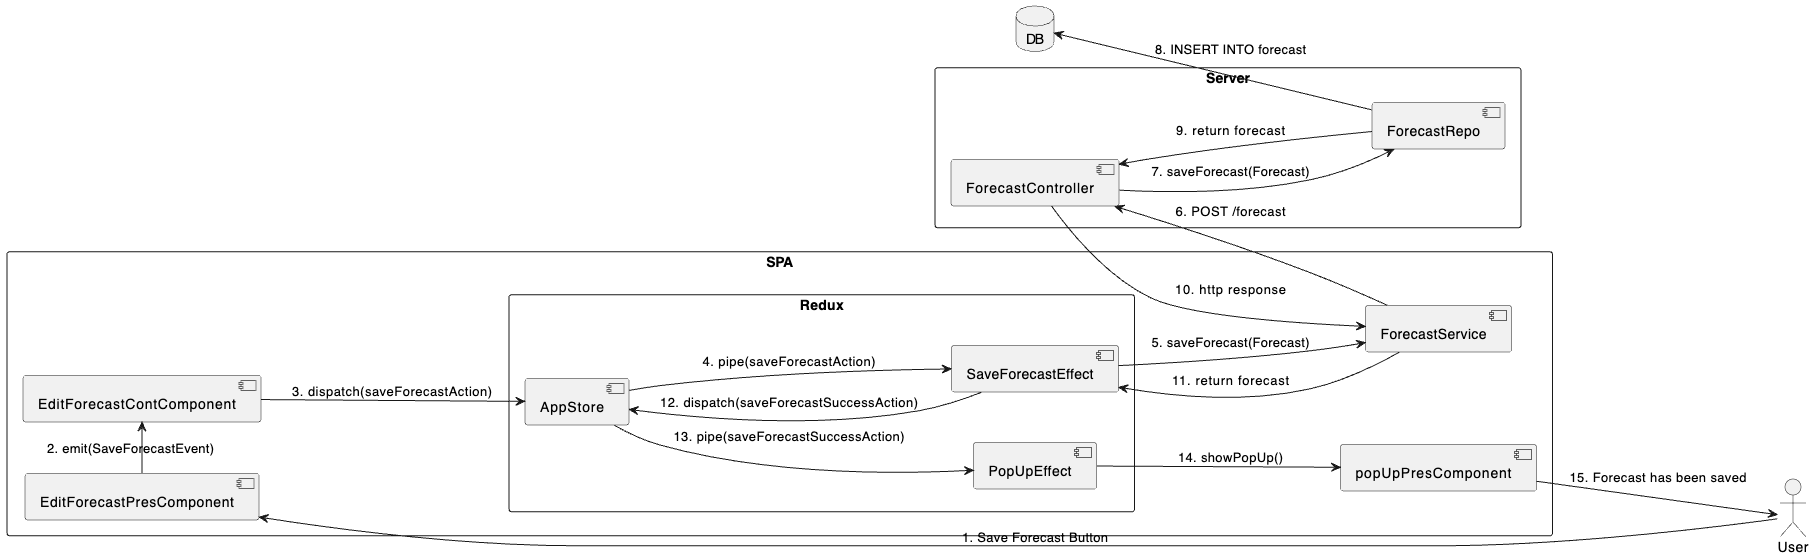 DB
8. INSERT INTO forecast
Server
ForecastRepo
9. return forecast
7. saveForecast(Forecast)
ForecastController
6. POST /forecast
SPA
10. http response
Redux
ForecastService
5. saveForecast(Forecast)
4. pipe(saveForecastAction)
SaveForecastEffect
11. return forecast
3. dispatch(saveForecastAction)
EditForecastContComponent
AppStore
12. dispatch(saveForecastSuccessAction)
13. pipe(saveForecastSuccessAction)
2. emit(SaveForecastEvent)
14. showPopUp()
PopUpEffect
popUpPresComponent
15. Forecast has been saved
EditForecastPresComponent
1. Save Forecast Button
User